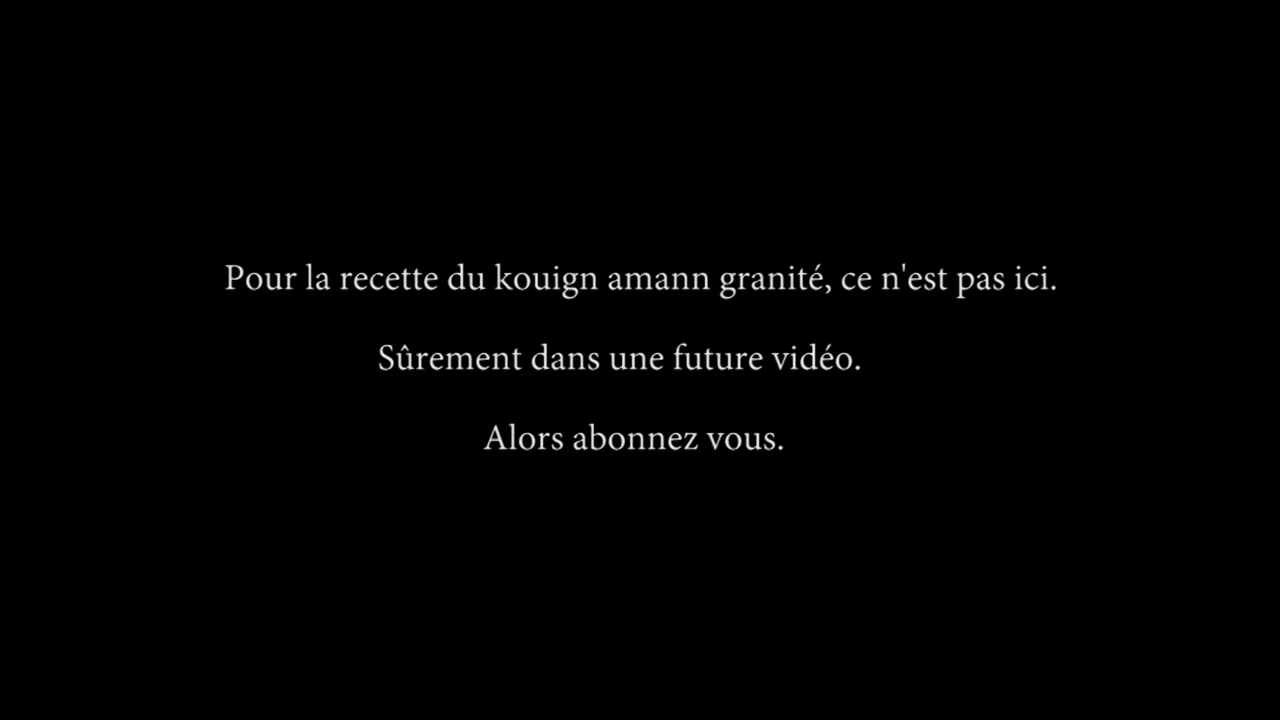 Pour la recette du kouign amann granité, ce n'est pas ici.
Sûrement dans une future vidéo.
Alors abonnez vous.